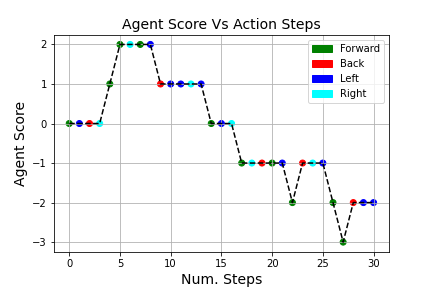 Agent Score Vs Action Steps
Agent Score
2
1
0
−1
−2
−3
Forward
Back
Left
Right
0 5 10 15 20 25 30
Num. Steps